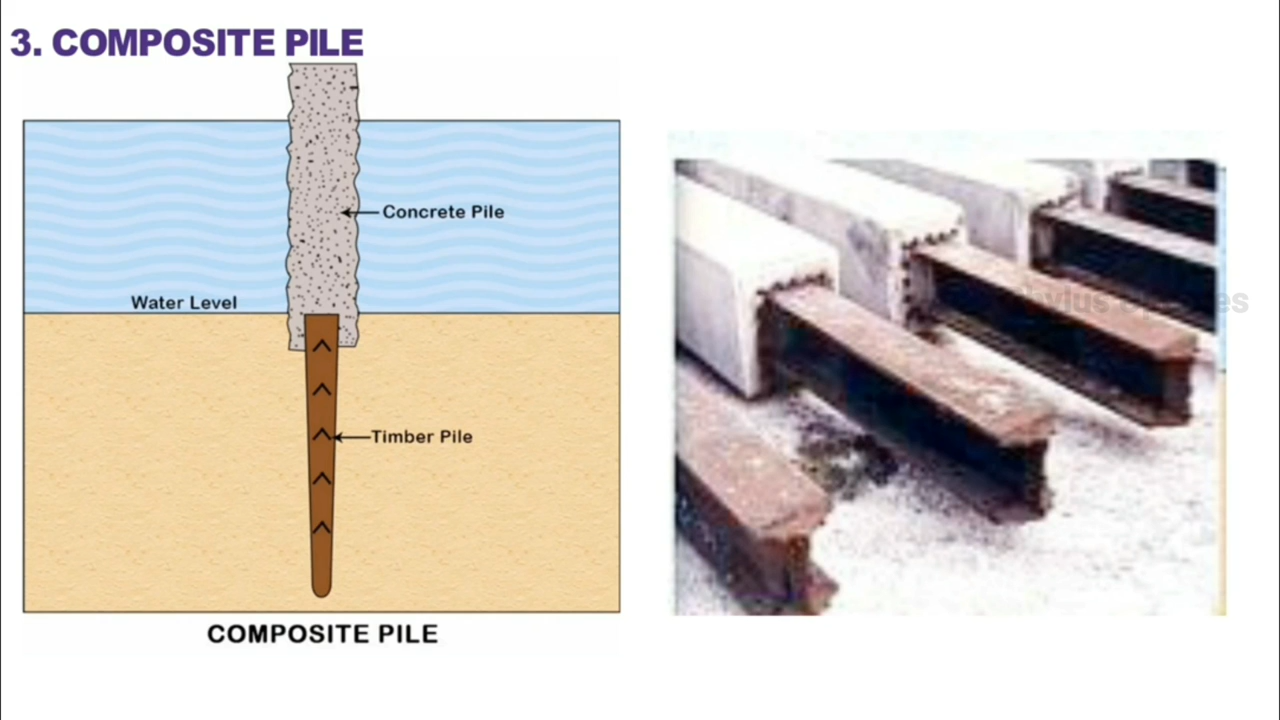 3. COMPOSITE PILE
Concrete Pile
Water Level
Timber Pile
COMPOSITE PILE